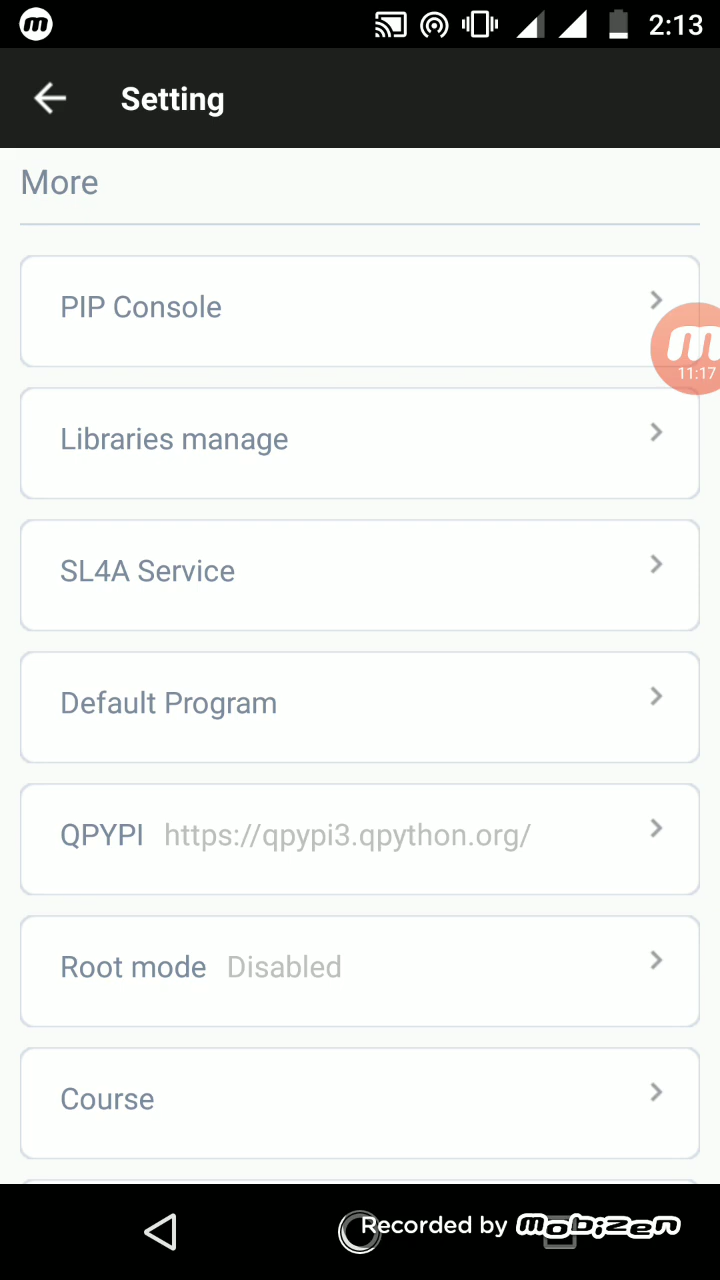 m
2:13
Setting
More
PIP Console
m
11:17
Libraries manage
SL4A Service
Default Program
QPYPI https://qpypi3.qpython.org/
Root mode Disabled
Course
Recorded by mobizen